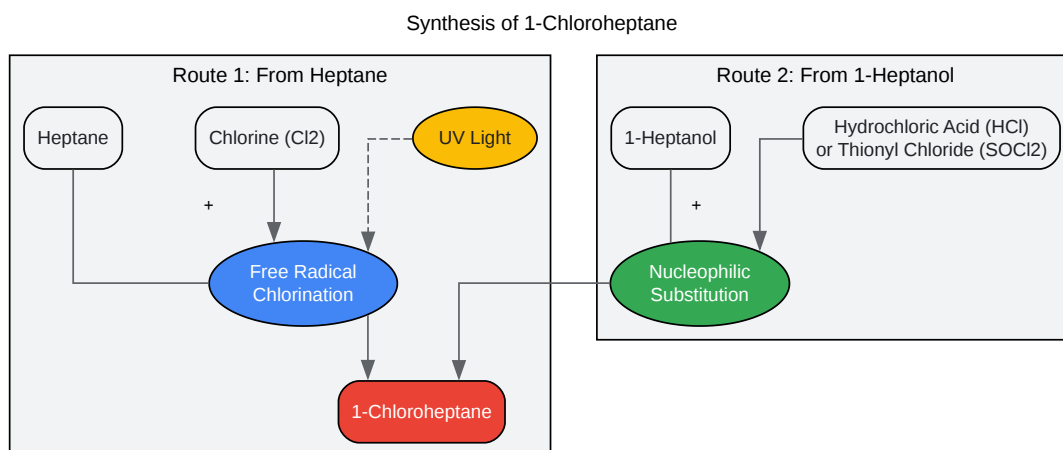 Synthesis of 1-Chloroheptane
Route 1: From Heptane
Heptane
Chlorine (Cl2)
UV Light
+
Free Radical
Chlorination
1-Chloroheptane
Route 2: From 1-Heptanol
1-Heptanol
Hydrochloric Acid (HCl)
or Thionyl Chloride (SOCl2)
+
Nucleophilic
Substitution